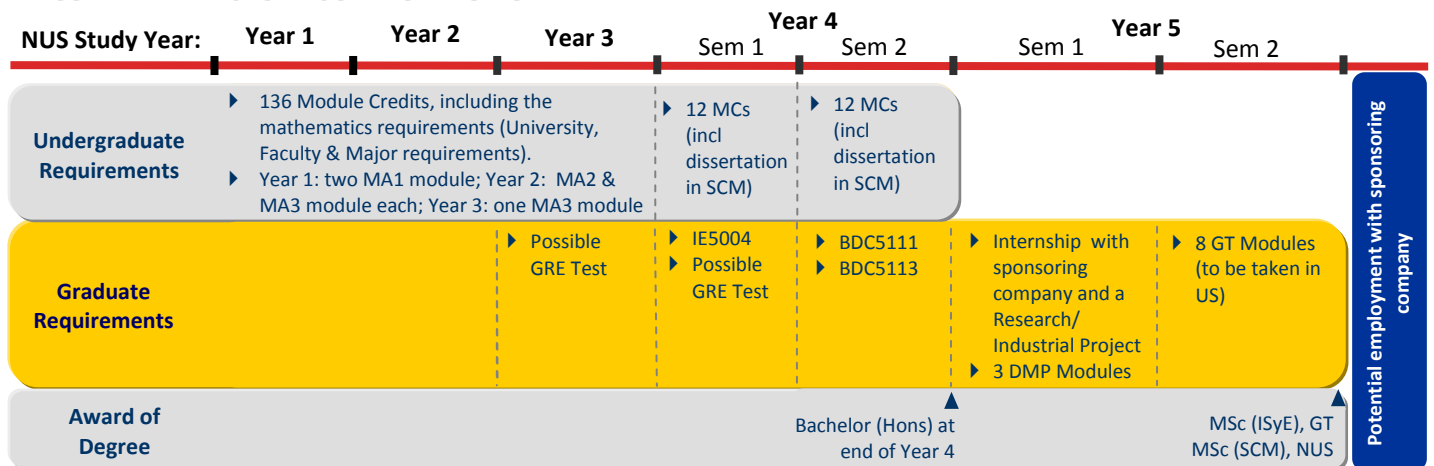 NUS Study Year:
Year 1
Year 2
Year 3
Year 4
Sem 1
Sem 2
Year 5
Sem 1
Sem 2
Undergraduate
Requirements
136 Module Credits, including the
mathematics requirements (University,
Faculty & Major requirements).
Year 1: two MA1 module; Year 2: MA2 &
MA3 module each; Year 3: one MA3 module
12 MCs
(incl
dissertation
in SCM)
12 MCs
(incl
dissertation
in SCM)
Graduate
Requirements
Possible
GRE Test
IE5004
Possible
GRE Test
BDC5111
BDC5113
Internship with
sponsoring
company and a
Research/
Industrial Project
3 DMP Modules
8 GT Modules
(to be taken in
US)
Award of
Degree
Bachelor (Hons) at
end of Year 4
MSc (ISyE), GT
MSc (SCM), NUS
Potential employment with sponsoring
company